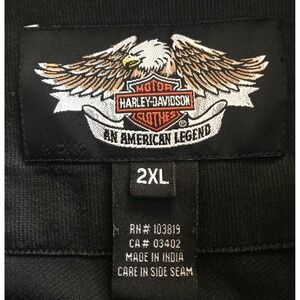 MOTOR
HARLEY-DAVIDSON
CLOTHES
®
AN AMERICAN LEGEND
2XL
RN# 103819
CA# 03402
MADE IN INDIA
CARE IN SIDE SEAM